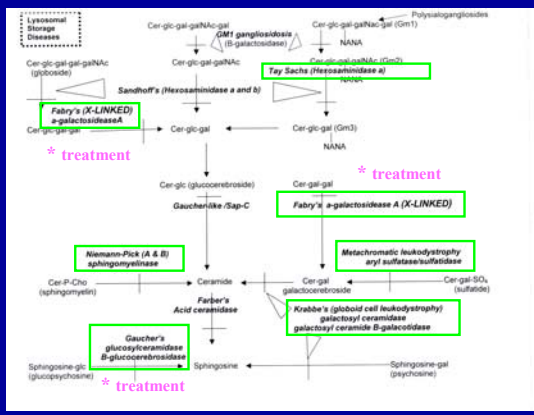 Lysosomal
Storage
Diseases
Cer-glc-gal-galNAc-gal
Polysialogangliosides
GM1 gangliosidosis
(B-galactosidase)
Cer-glc-gal-galNac-gal (Gm1)
NANA
Cer-glc-gal-gal-galNAc
(globoside)
Cer-glc-gal-galNAc
Cer-glc-gal-galNAc (Gm2)
Tay Sachs (Hexosaminidase a)
NANA
Sandhoff's (Hexosaminidase a and b)
Fabry's (X-LINKED)
a-galactosideaseA
Cer-glc-gal-gal
Cer-glc-gal
Cer-glc-gal (Gm3)
NANA
* treatment
* treatment
Cer-glc (glucocerebroside)
Cer-gal-gal
Gaucher-like /Sap-C
Fabry's a-galactosidease A (X-LINKED)
Niemann-Pick (A & B)
sphingomyelinase
Metachromatic leukodystrophy
aryl sulfatase/sulfatidase
Cer-P-Cho
(sphingomyelin)
Ceramide
Cer-gal
galactocerebroside
Cer-gal-SO₄
(sulfatide)
Farber's
Acid ceramidase
Krabbe's (globoid cell leukodystrophy)
galactosyl ceramidase
galactosyl ceramide B-galacotidase
Gaucher's
glucosylceramidase
B-glucocerebrosidase
Sphingosine-glc
(glucopsychosine)
Sphingosine
Sphingosine-gal
(psychosine)
* treatment